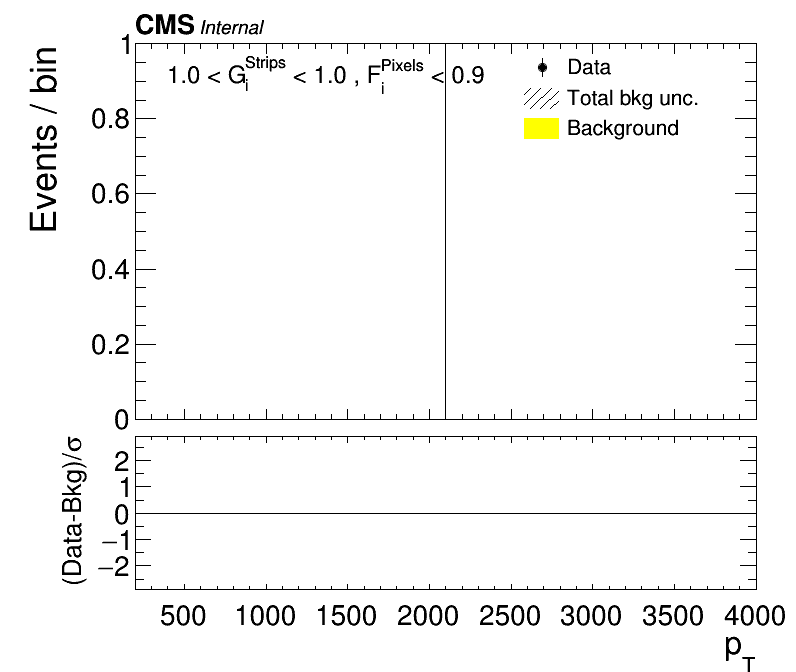 CMS Internal
1.0 < G_i^Strips < 1.0 , F_i^Pixels < 0.9
Data
Total bkg unc.
Background
Events / bin
1
0.8
0.6
0.4
0.2
0
(Data-Bkg)/σ
2
1
0
−1
−2
500 1000 1500 2000 2500 3000 3500 4000
p_T